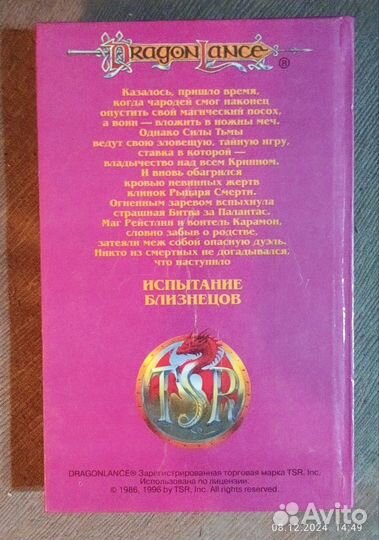 DRAGONLANCE
®
Казалось, пришло время,
когда чародей смог наконец
опустить свой магический посох,
а воин — вложить в ножны меч.
Однако Силы Тьмы
ведут свою зловещую, тайную игру,
ставка в которой —
владычество над всем Кринном.
И вновь обагрился
кровью невинных жертв
клинок Рыцаря Смерти.
Огненным заревом вспыхнула
страшная Битва за Палантас.
Маг Рейстлин и воитель Карамон,
словно забыв о родстве,
затеяли меж собой опасную дуэль.
Никто из смертных не догадывался,
что наступило
ИСПЫТАНИЕ
БЛИЗНЕЦОВ
TSR
DRAGONLANCE® Зарегистрированная торговая марка TSR, Inc.
Использовано по лицензии.
© 1986, 1996 by TSR, Inc. All rights reserved.
08.12.2024 14:49
Avito